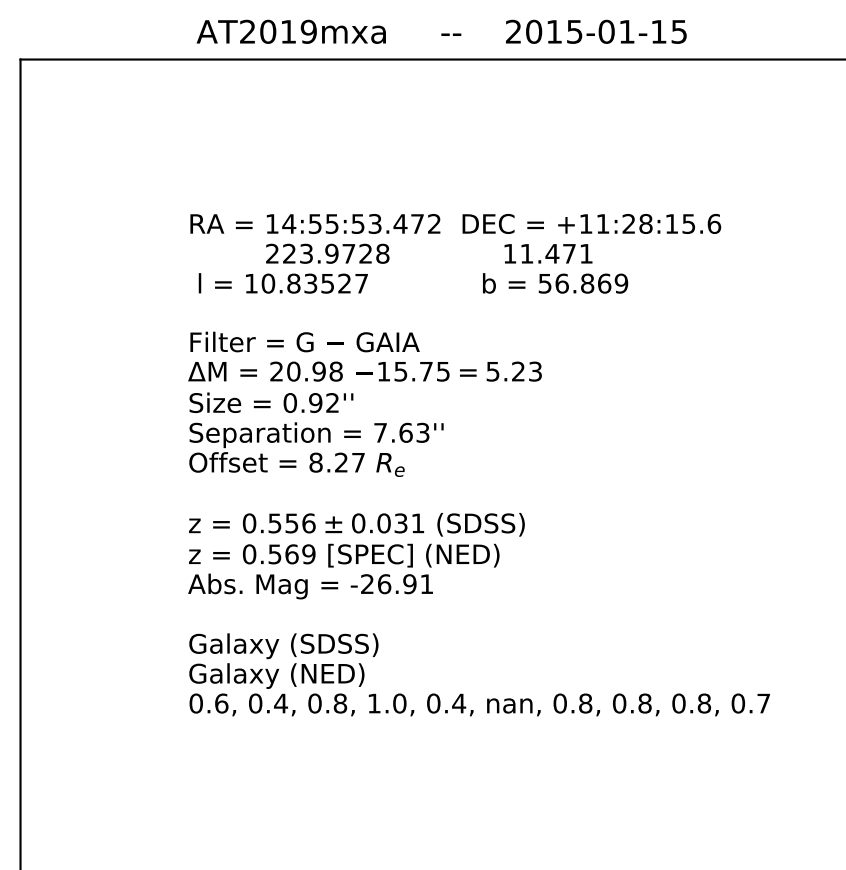 AT2019mxa -- 2015-01-15
RA = 14:55:53.472 DEC = +11:28:15.6
223.9728 11.471
l = 10.83527 b = 56.869
Filter = G − GAIA
ΔM = 20.98 −15.75 = 5.23
Size = 0.92''
Separation = 7.63''
Offset = 8.27 Rₑ
z = 0.556 ± 0.031 (SDSS)
z = 0.569 [SPEC] (NED)
Abs. Mag = -26.91
Galaxy (SDSS)
Galaxy (NED)
0.6, 0.4, 0.8, 1.0, 0.4, nan, 0.8, 0.8, 0.8, 0.7